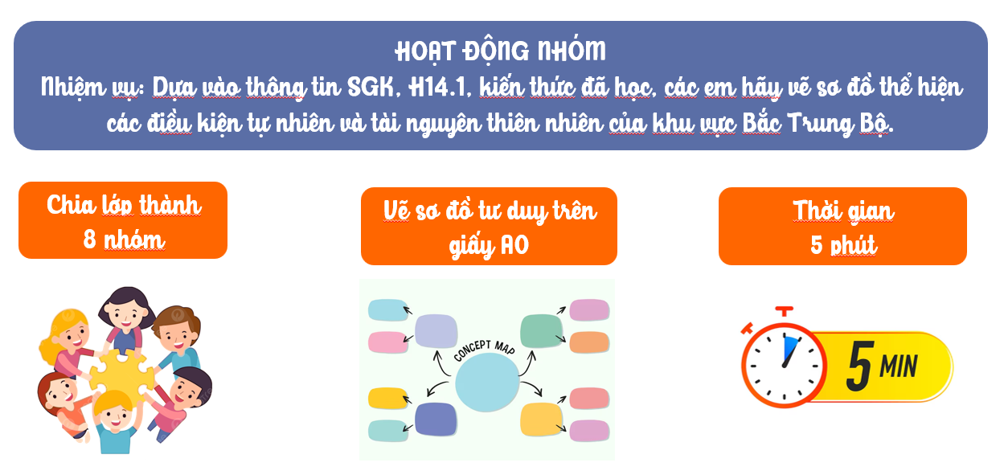 HOẠT ĐỘNG NHÓM
Nhiệm vụ: Dựa vào thông tin SGK, H14.1, kiến thức đã học, các em hãy vẽ sơ đồ thể hiện
các điều kiện tự nhiên và tài nguyên thiên nhiên của khu vực Bắc Trung Bộ.
Chia lớp thành
8 nhóm
Vẽ sơ đồ tư duy trên
giấy A0
Thời gian
5 phút
CONCEPT MAP
5 MIN